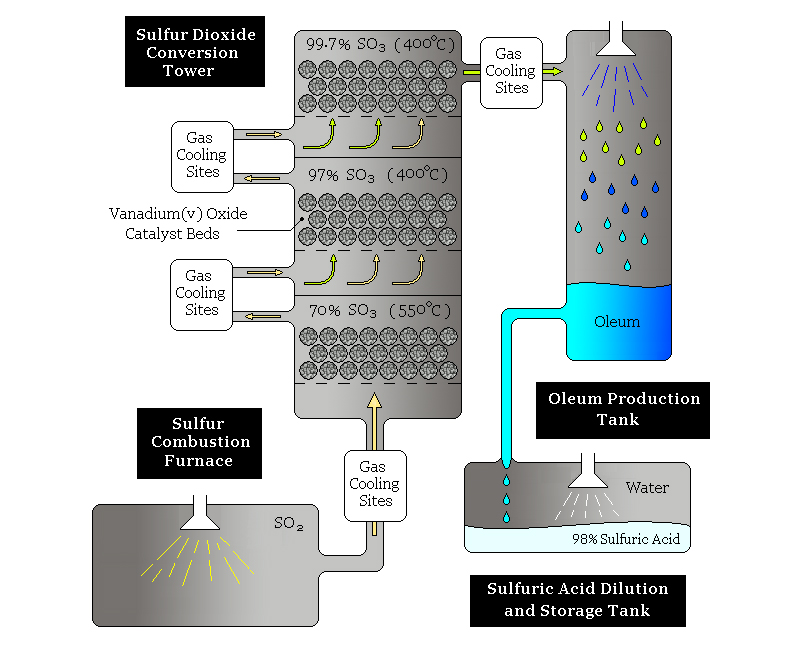 Sulfur Dioxide
Conversion
Tower
99.7% SO₃ (400°C)
Gas
Cooling
Sites
Gas
Cooling
Sites
97% SO₃ (400°C)
Vanadium(v) Oxide
Catalyst Beds
Gas
Cooling
Sites
70% SO₃ (550°C)
Oleum
Oleum Production
Tank
Sulfur
Combustion
Furnace
Gas
Cooling
Sites
SO₂
Water
98% Sulfuric Acid
Sulfuric Acid Dilution
and Storage Tank